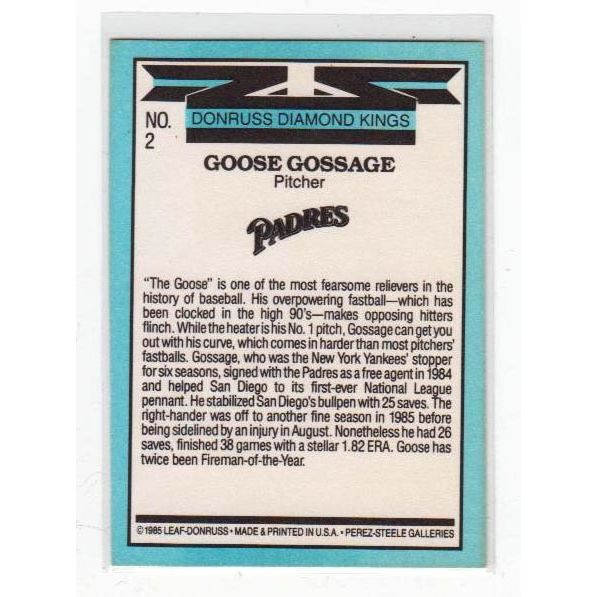 NO.
2
DONRUSS DIAMOND KINGS
GOOSE GOSSAGE
Pitcher
PADRES
“The Goose” is one of the most fearsome relievers in the
history of baseball. His overpowering fastball—which has
been clocked in the high 90's—makes opposing hitters
flinch. While the heater is his No. 1 pitch, Gossage can get you
out with his curve, which comes in harder than most pitchers'
fastballs. Gossage, who was the New York Yankees' stopper
for six seasons, signed with the Padres as a free agent in 1984
and helped San Diego to its first-ever National League
pennant. He stabilized San Diego's bullpen with 25 saves. The
right-hander was off to another fine season in 1985 before
being sidelined by an injury in August. Nonetheless he had 26
saves, finished 38 games with a stellar 1.82 ERA. Goose has
twice been Fireman-of-the-Year.
© 1985 LEAF-DONRUSS • MADE & PRINTED IN U.S.A. • PEREZ-STEELE GALLERIES